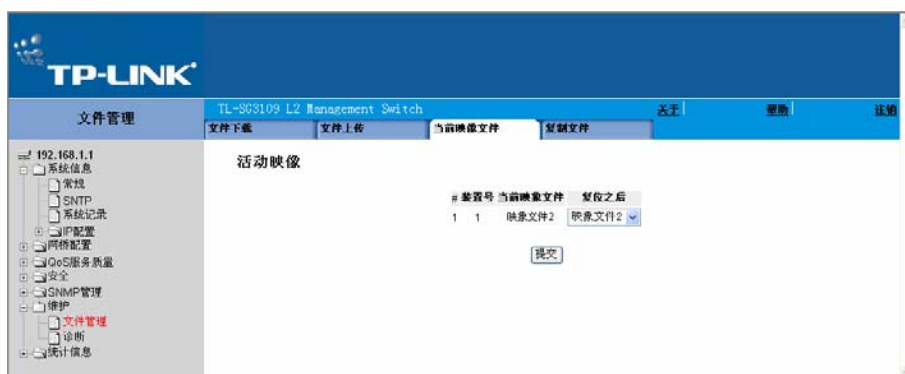 TP-LINK
文件管理
TL-SG3109 L2 Management Switch
关于
帮助
注销
文件下载
文件上传
当前映像文件
复制文件
192.168.1.1
系统信息
常规
SNTP
系统记录
IP配置
网桥配置
QoS服务质量
安全
SNMP管理
维护
文件管理
诊断
统计信息
活动映像
# 装置号 当前映象文件 复位之后
1 1 映象文件2 映象文件2
提交